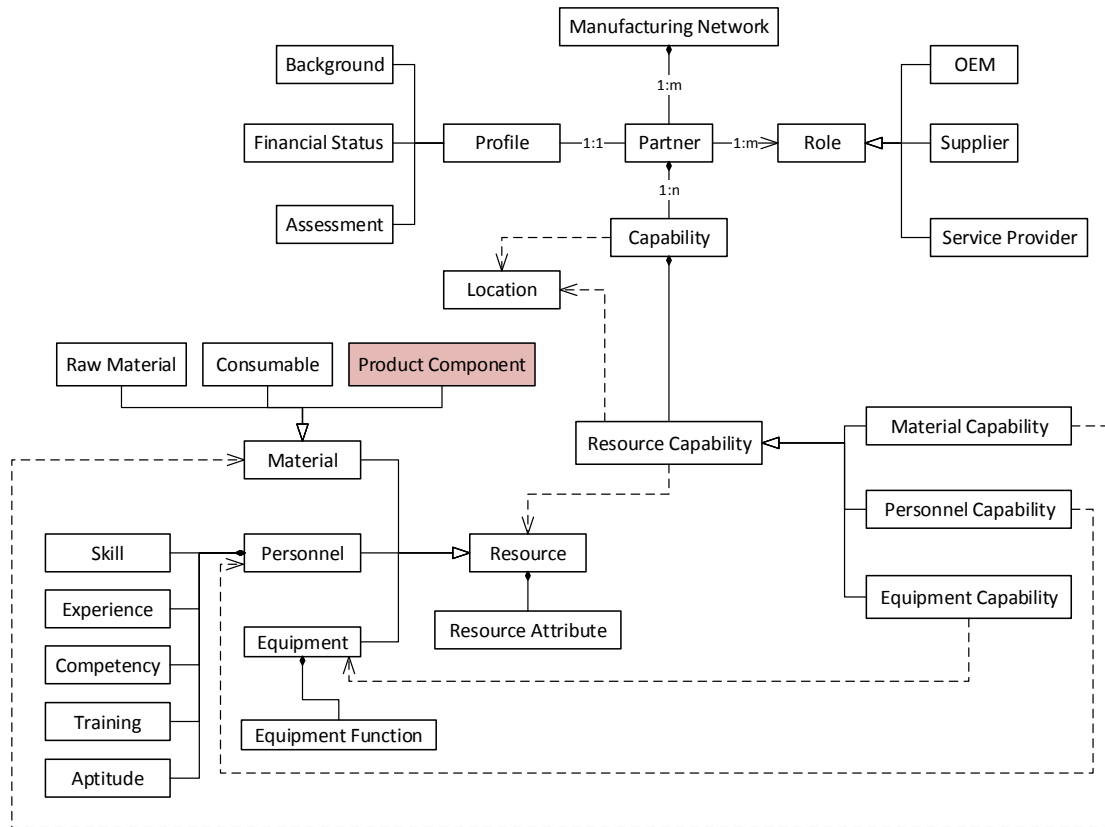 Manufacturing Network
Background
OEM
1:m
Financial Status
Profile
1:1
Partner
1:m
Role
Supplier
1:n
Assessment
Capability
Service Provider
Location
Raw Material
Consumable
Product Component
Material Capability
Resource Capability
Material
Personnel Capability
Skill
Personnel
Resource
Experience
Equipment Capability
Resource Attribute
Equipment
Competency
Training
Equipment Function
Aptitude